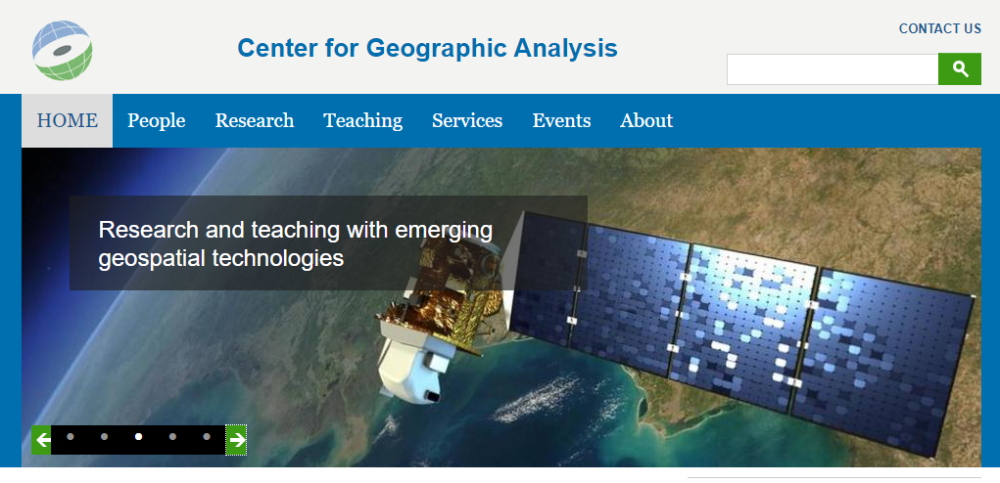 CONTACT US
Center for Geographic Analysis
HOME People Research Teaching Services Events About
Research and teaching with emerging
geospatial technologies